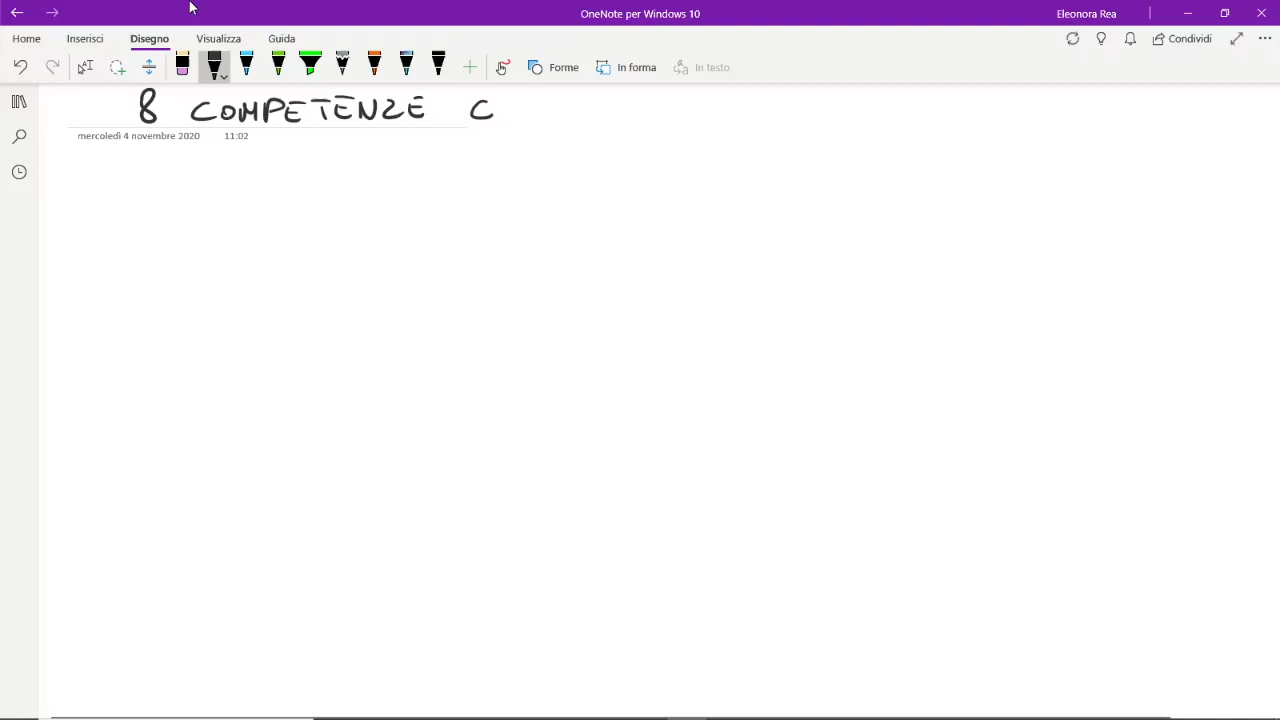 OneNote per Windows 10
Eleonora Rea
Home Inserisci Disegno Visualizza Guida
Condividi
Forme In forma In testo
8 COMPETENZE C
mercoledì 4 novembre 2020 11:02